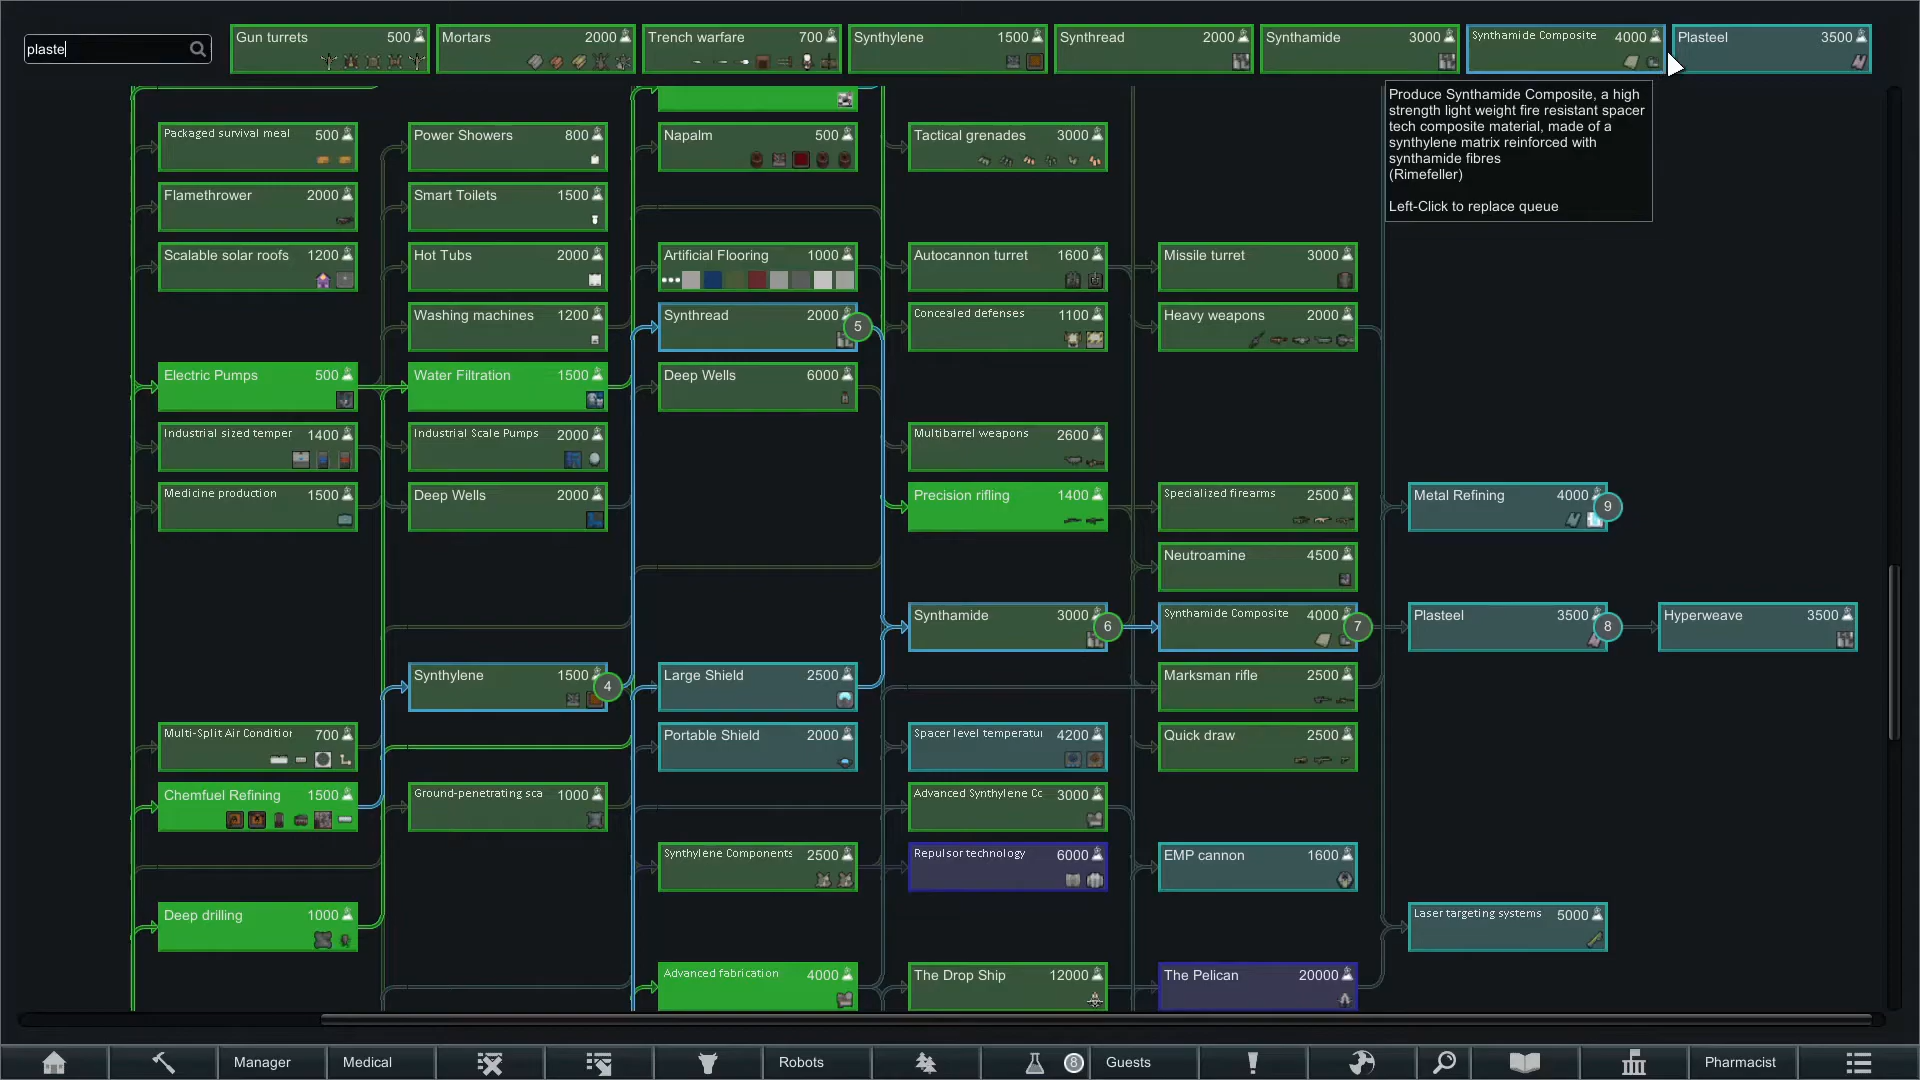 plaste
Gun turrets 500
Mortars 2000
Trench warfare 700
Synthylene 1500
Synthread 2000
Synthamide 3000
Synthamide Composite 4000
Plasteel 3500
Produce Synthamide Composite, a high
strength light weight fire resistant spacer
tech composite material, made of a
synthylene matrix reinforced with
synthamide fibres
(Rimefeller)
Left-Click to replace queue
Packaged survival meal 500
Power Showers 800
Napalm 500
Tactical grenades 3000
Flamethrower 2000
Smart Toilets 1500
Scalable solar roofs 1200
Hot Tubs 2000
Artificial Flooring 1000
Autocannon turret 1600
Missile turret 3000
Washing machines 1200
Synthread 2000
5
Concealed defenses 1100
Heavy weapons 2000
Electric Pumps 500
Water Filtration 1500
Deep Wells 6000
Industrial sized temper 1400
Industrial Scale Pumps 2000
Multibarrel weapons 2600
Medicine production 1500
Deep Wells 2000
Precision rifling 1400
Specialized firearms 2500
Metal Refining 4000
9
Neutroamine 4500
Synthamide 3000
6
Synthamide Composite 4000
7
Plasteel 3500
8
Hyperweave 3500
Synthylene 1500
4
Large Shield 2500
Marksman rifle 2500
Multi-Split Air Condition 700
Portable Shield 2000
Spacer level temperatur 4200
Quick draw 2500
Chemfuel Refining 1500
Ground-penetrating sca 1000
Advanced Synthylene Cc 3000
Synthylene Components 2500
Repulsor technology 6000
EMP cannon 1600
Deep drilling 1000
Laser targeting systems 5000
Advanced fabrication 4000
The Drop Ship 12000
The Pelican 20000
Manager
Medical
Robots
8
Guests
Pharmacist